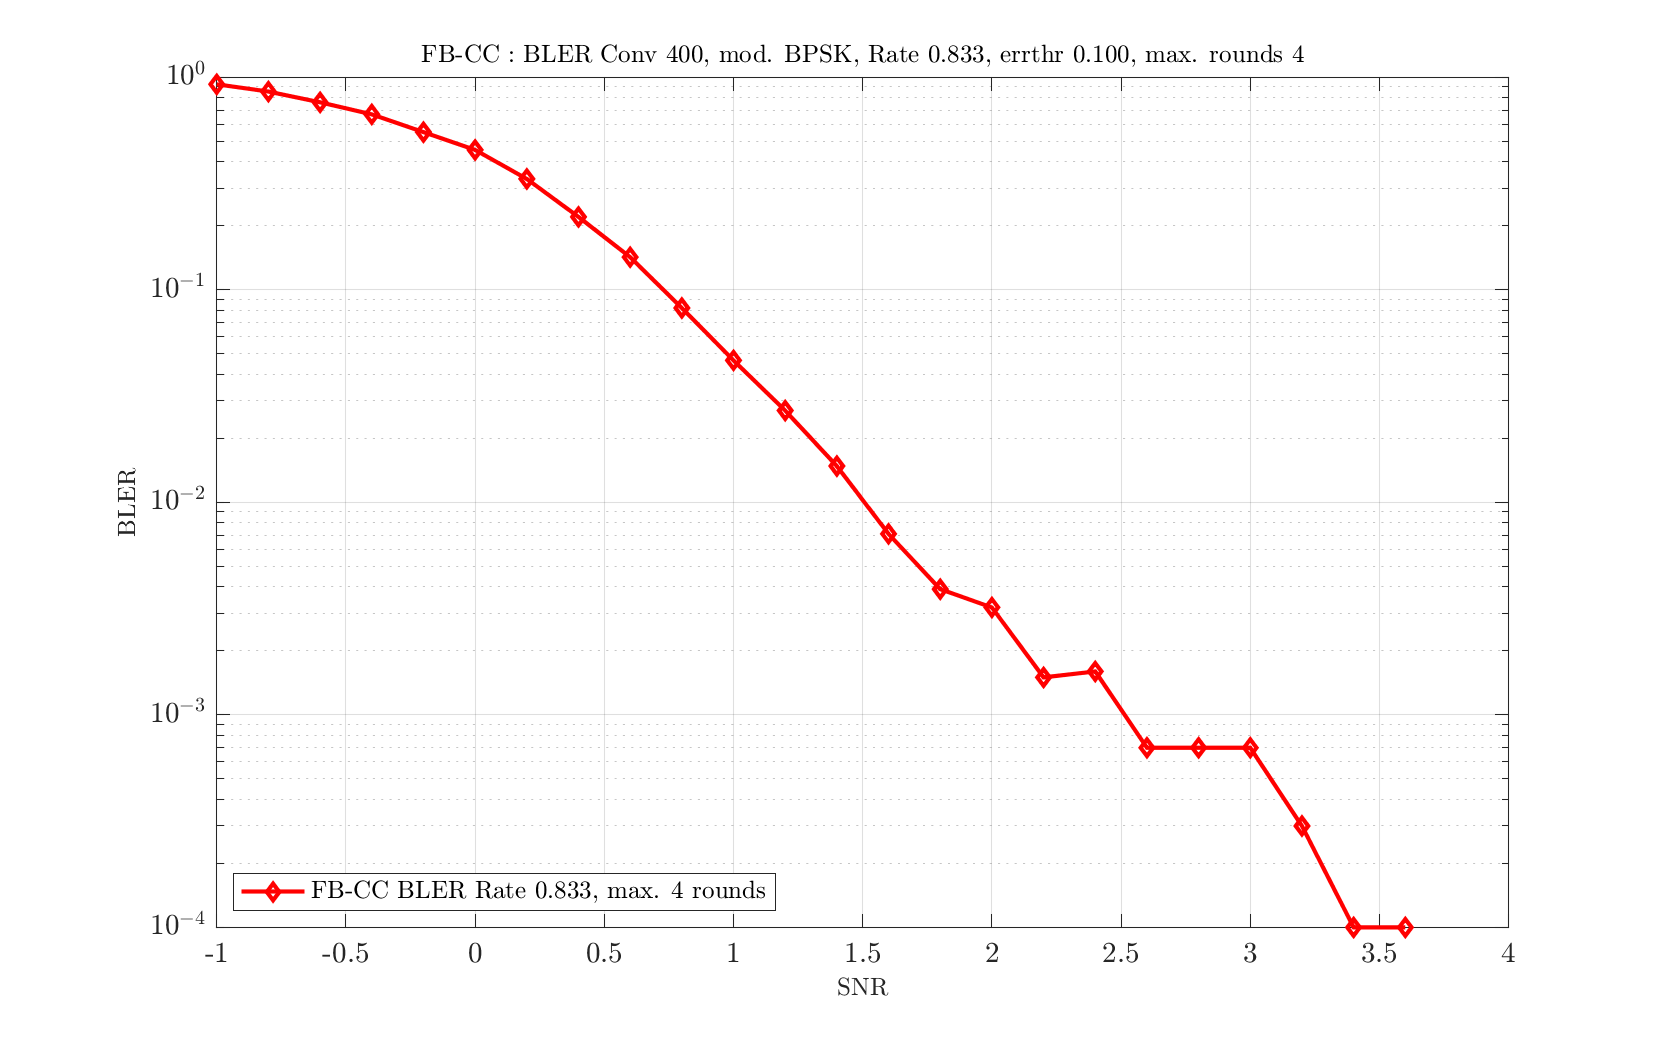 FB-CC : BLER Conv 400, mod. BPSK, Rate 0.833, errthr 0.100, max. rounds 4
10^0
10^-1
10^-2
10^-3
10^-4
BLER
FB-CC BLER Rate 0.833, max. 4 rounds
-1 -0.5 0 0.5 1 1.5 2 2.5 3 3.5 4
SNR